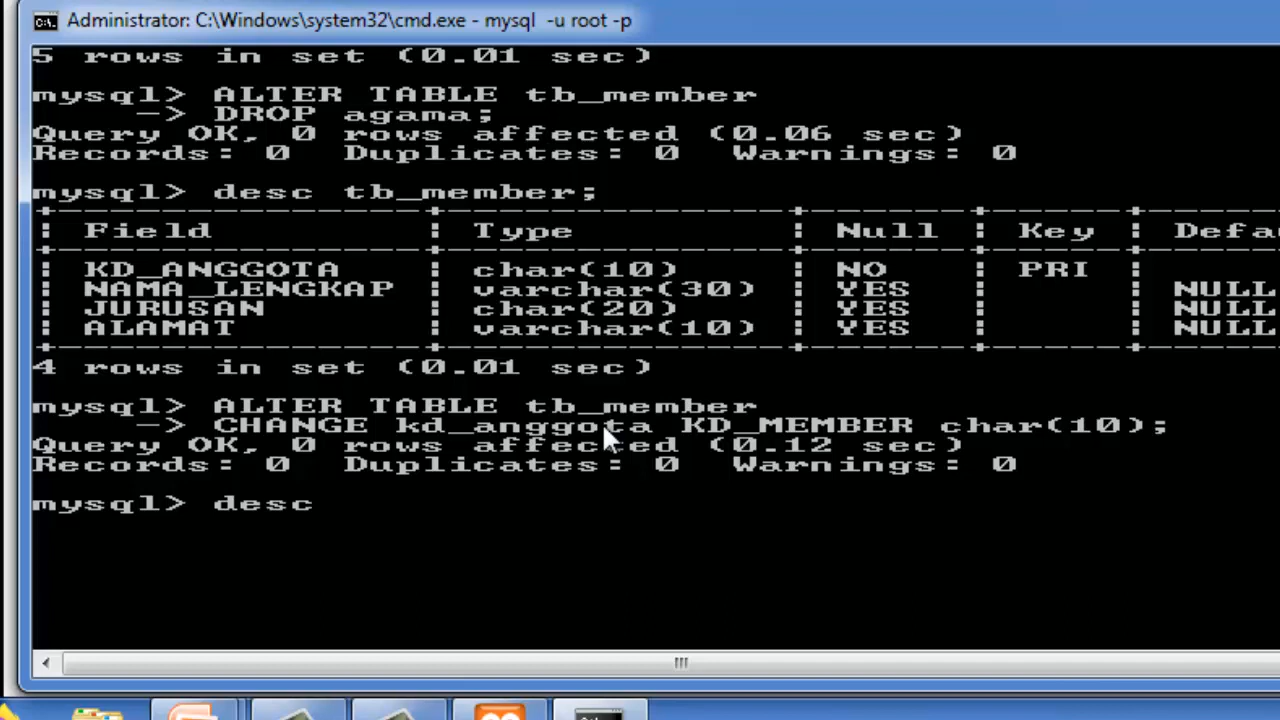 Administrator: C:\Windows\system32\cmd.exe - mysql -u root -p
5 rows in set (0.01 sec)
mysql> ALTER TABLE tb_member
    -> DROP agama;
Query OK, 0 rows affected (0.06 sec)
Records: 0  Duplicates: 0  Warnings: 0
mysql> desc tb_member;
| Field | Type | Null | Key | Defa
| KD_ANGGOTA | char(10) | NO | PRI |
| NAMA_LENGKAP | varchar(30) | YES | | NULL
| JURUSAN | char(20) | YES | | NULL
| ALAMAT | varchar(10) | YES | | NULL
4 rows in set (0.01 sec)
mysql> ALTER TABLE tb_member
    -> CHANGE kd_anggota KD_MEMBER char(10);
Query OK, 0 rows affected (0.12 sec)
Records: 0  Duplicates: 0  Warnings: 0
mysql> desc